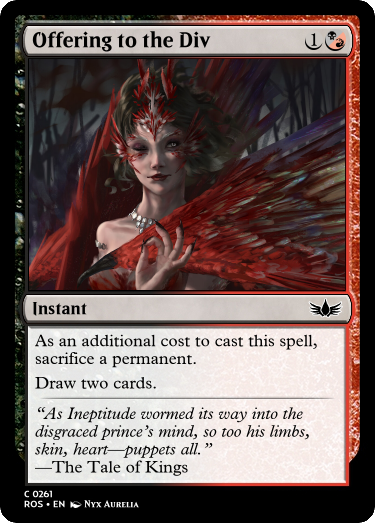 Offering to the Div 1
Instant
As an additional cost to cast this spell,
sacrifice a permanent.
Draw two cards.
“As Ineptitude wormed its way into the
disgraced prince’s mind, so too his limbs,
skin, heart—puppets all.”
—The Tale of Kings
C 0261
ROS • EN Nyx Aurelia